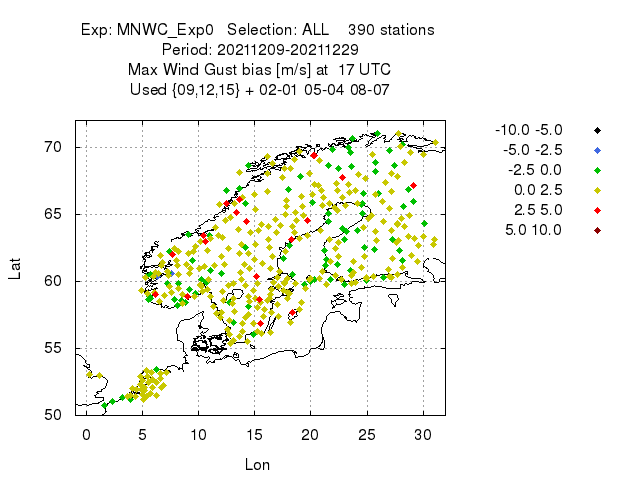 Exp: MNWC_Exp0 Selection: ALL 390 stations
Period: 20211209-20211229
Max Wind Gust bias [m/s] at 17 UTC
Used {09,12,15} + 02-01 05-04 08-07
-10.0 -5.0
-5.0 -2.5
-2.5 0.0
0.0 2.5
2.5 5.0
5.0 10.0
70
65
60
55
50
Lat
0 5 10 15 20 25 30
Lon